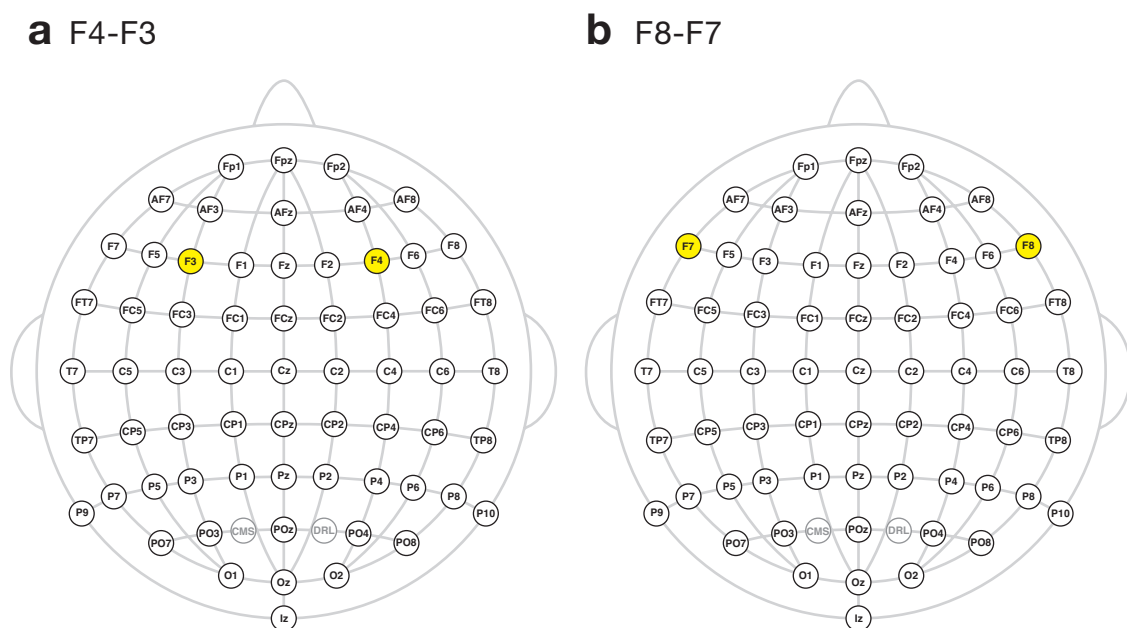 a F4-F3
b F8-F7
Fp1 Fpz Fp2
AF7 AF3 AFz AF4 AF8
F7 F5 F3 F1 Fz F2 F4 F6 F8
FT7 FC5 FC3 FC1 FCz FC2 FC4 FC6 FT8
T7 C5 C3 C1 Cz C2 C4 C6 T8
TP7 CP5 CP3 CP1 CPz CP2 CP4 CP6 TP8
P9 P7 P5 P3 P1 Pz P2 P4 P6 P8 P10
PO7 PO3 CMS POz DRL PO4 PO8
O1 Oz O2
Iz
Fp1 Fpz Fp2
AF7 AF3 AFz AF4 AF8
F7 F5 F3 F1 Fz F2 F4 F6 F8
FT7 FC5 FC3 FC1 FCz FC2 FC4 FC6 FT8
T7 C5 C3 C1 Cz C2 C4 C6 T8
TP7 CP5 CP3 CP1 CPz CP2 CP4 CP6 TP8
P9 P7 P5 P3 P1 Pz P2 P4 P6 P8 P10
PO7 PO3 CMS POz DRL PO4 PO8
O1 Oz O2
Iz